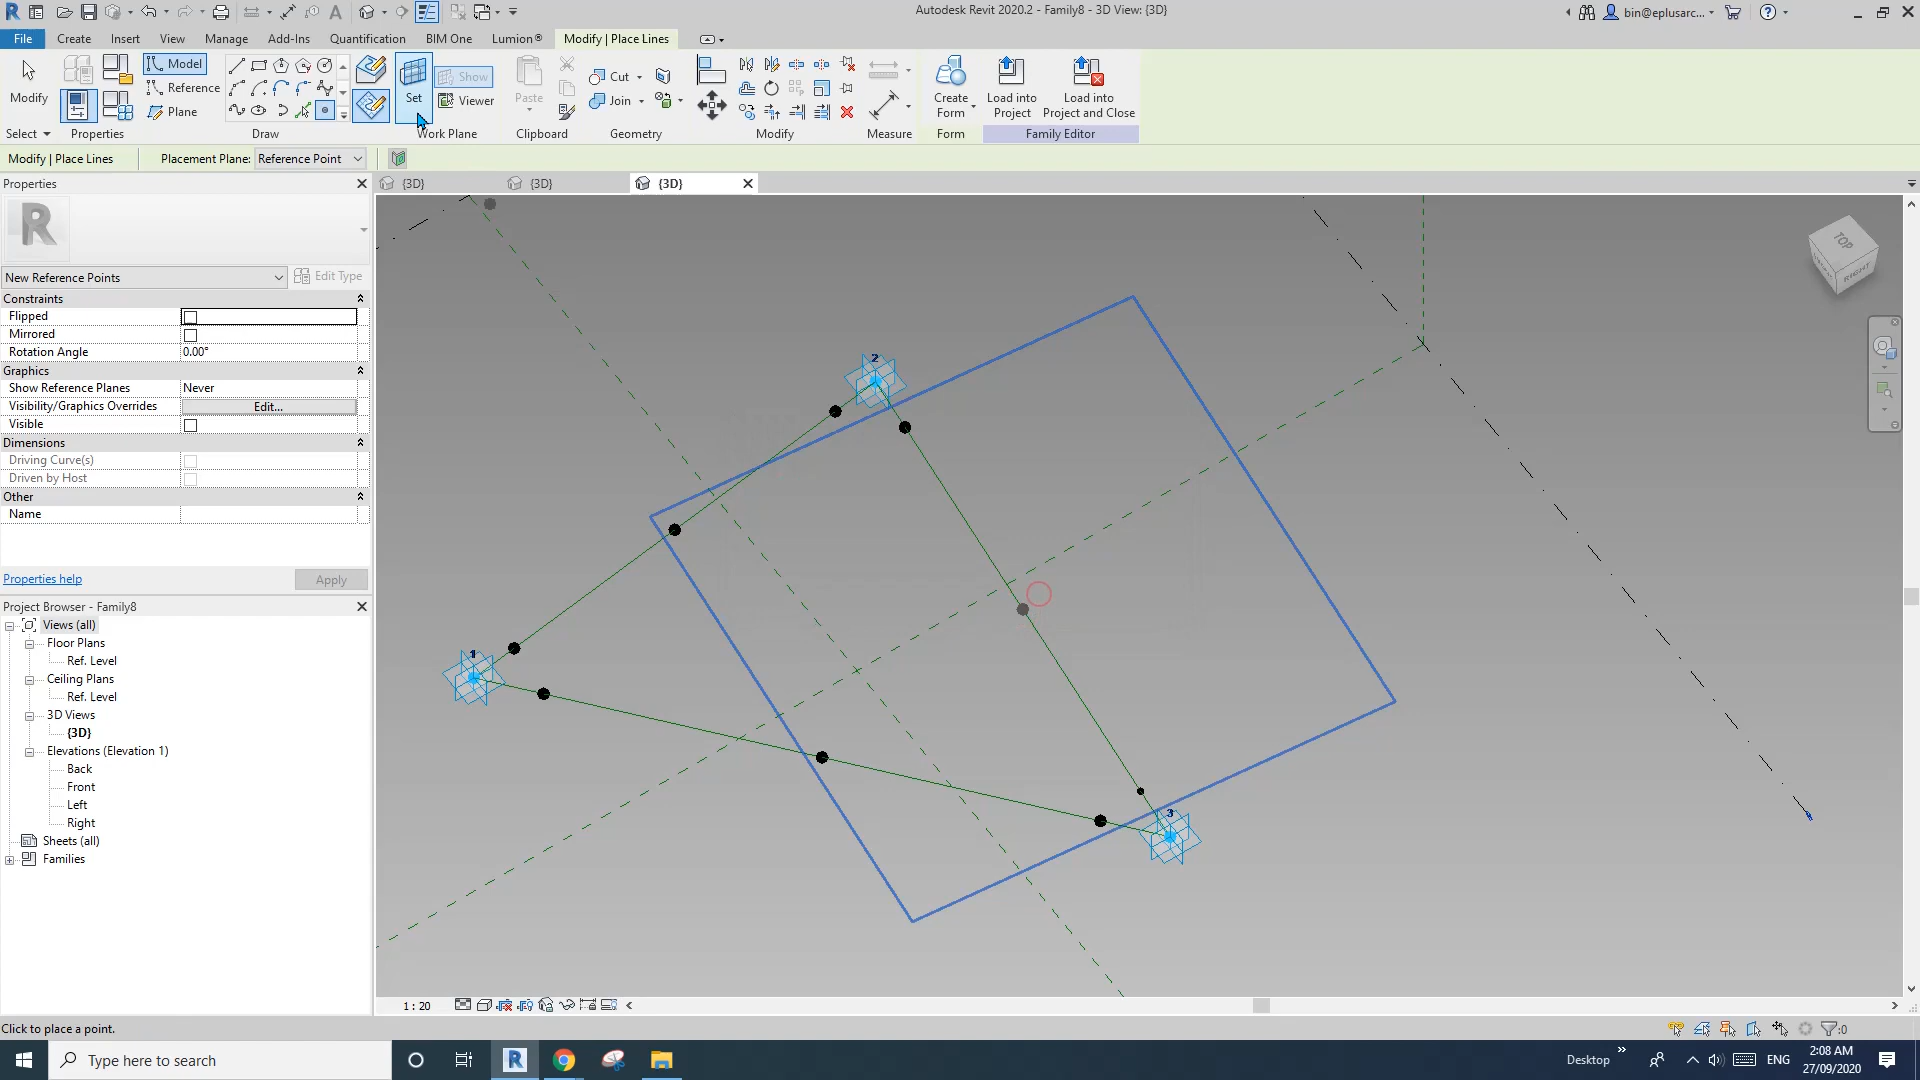 Autodesk Revit 2020.2 - Family8 - 3D View: {3D}
bin@eplusarc...
File
Create
Insert
View
Manage
Add-Ins
Quantification
BIM One
Lumion®
Modify | Place Lines
Modify
Model
Reference
Plane
Set
Show
Viewer
Paste
Cut
Join
Create
Form
Load into
Project
Load into
Project and Close
Select
Properties
Draw
Work Plane
Clipboard
Geometry
Modify
Measure
Form
Family Editor
Modify | Place Lines
Placement Plane:
Reference Point
Properties
{3D}
{3D}
{3D}
R
New Reference Points
Edit Type
Constraints
Flipped
Mirrored
Rotation Angle
0.00°
Graphics
Show Reference Planes
Never
Visibility/Graphics Overrides
Edit...
Visible
Dimensions
Driving Curve(s)
Driven by Host
Other
Name
Properties help
Apply
Project Browser - Family8
Views (all)
Floor Plans
Ref. Level
Ceiling Plans
Ref. Level
3D Views
{3D}
Elevations (Elevation 1)
Back
Front
Left
Right
Sheets (all)
Families
TOP
RIGHT
2
1
3
1 : 20
Click to place a point.
:0
Type here to search
Desktop
ENG
2:08 AM
27/09/2020